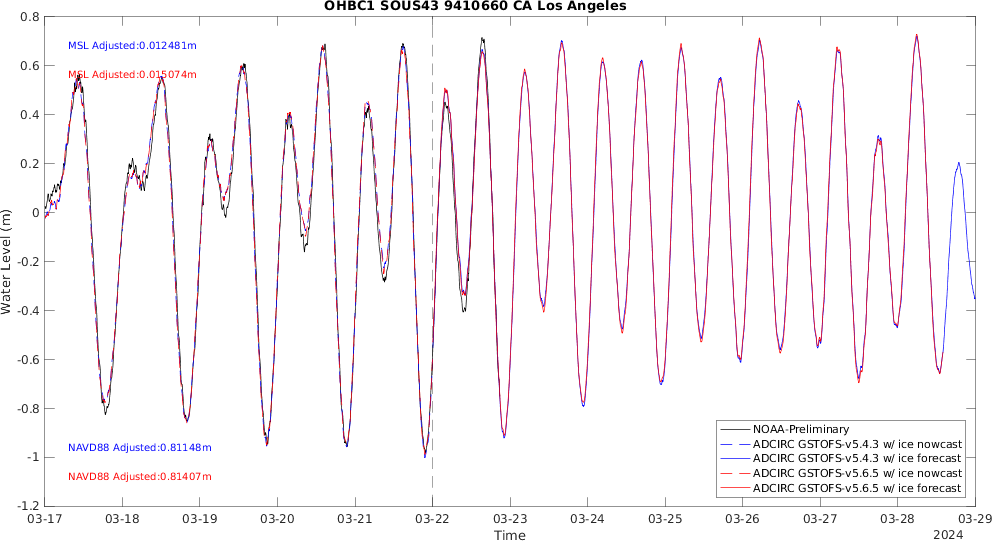 OHBC1 SOUS43 9410660 CA Los Angeles
0.8
0.6
0.4
0.2
0
-0.2
-0.4
-0.6
-0.8
-1
-1.2
Water Level (m)
MSL Adjusted:0.012481m
MSL Adjusted:0.015074m
NAVD88 Adjusted:0.81148m
NAVD88 Adjusted:0.81407m
NOAA-Preliminary
ADCIRC GSTOFS-v5.4.3 w/ ice nowcast
ADCIRC GSTOFS-v5.4.3 w/ ice forecast
ADCIRC GSTOFS-v5.6.5 w/ ice nowcast
ADCIRC GSTOFS-v5.6.5 w/ ice forecast
03-17 03-18 03-19 03-20 03-21 03-22 03-23 03-24 03-25 03-26 03-27 03-28 03-29
Time
2024